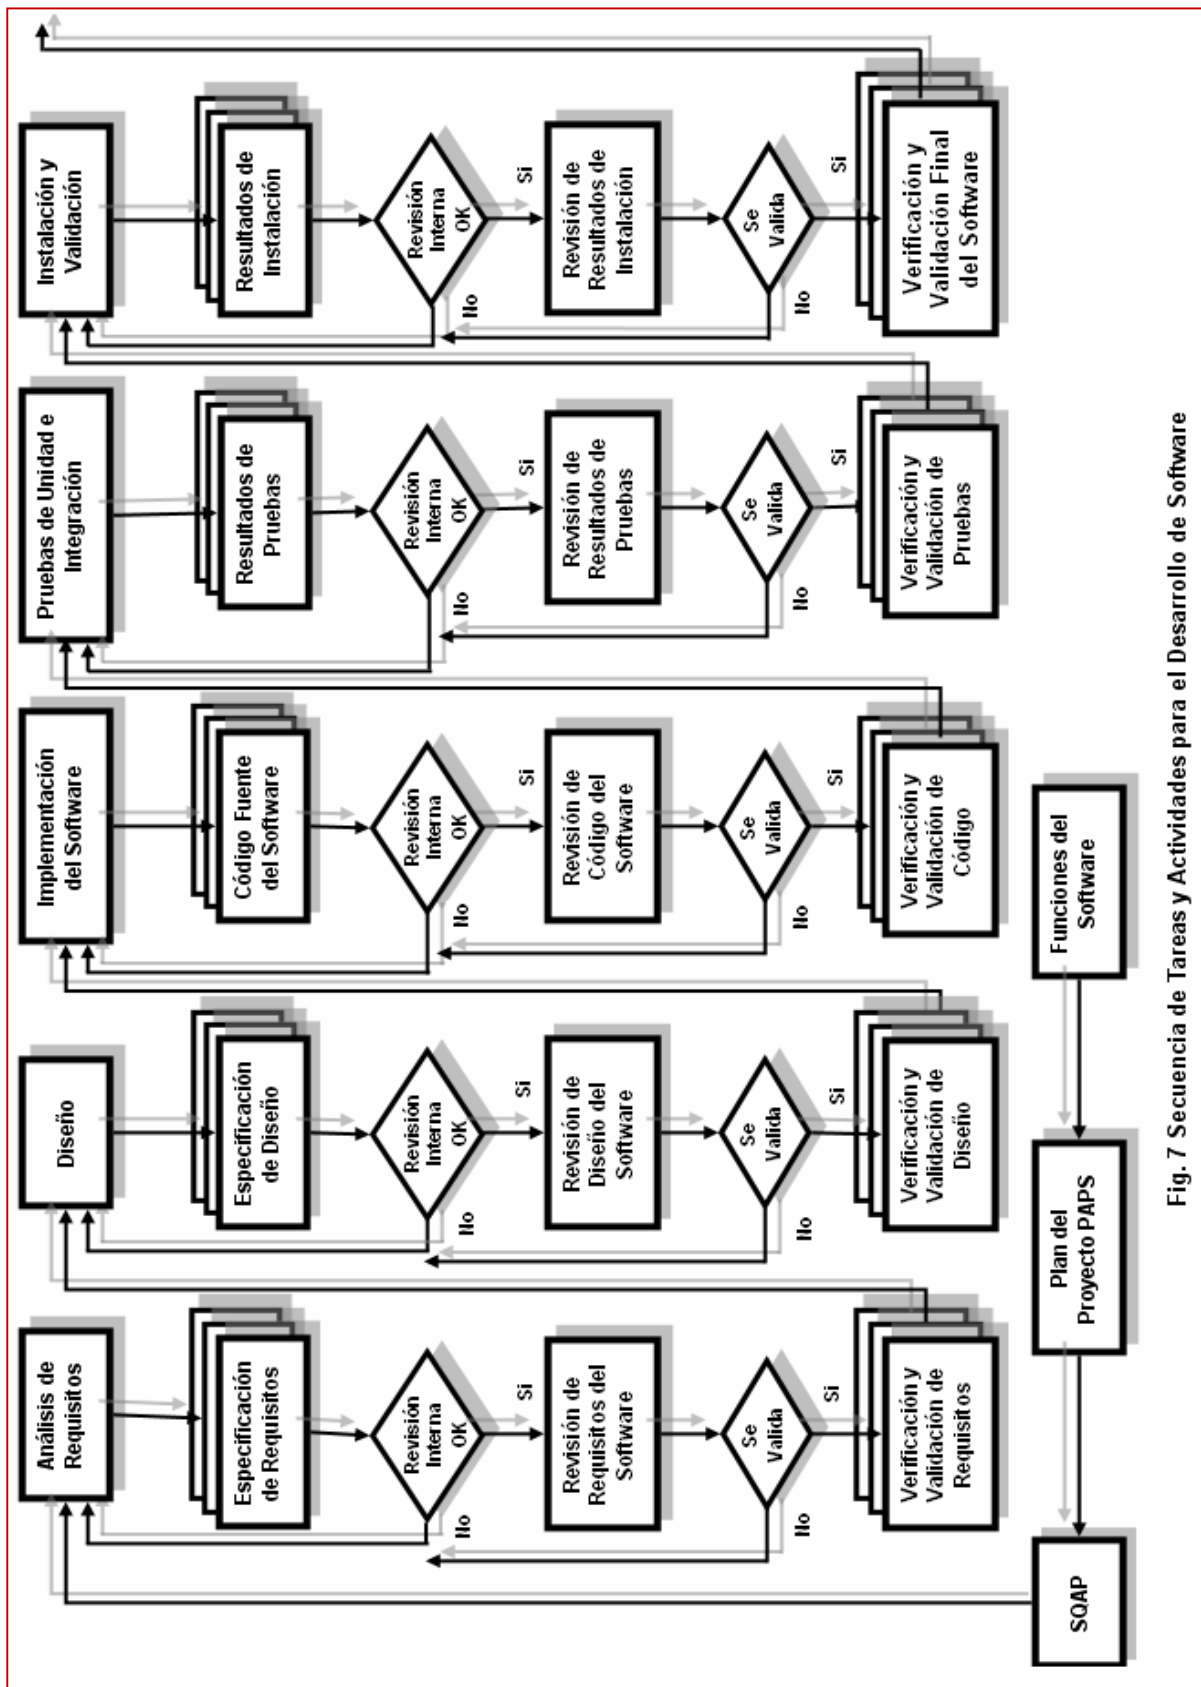 Análisis de
Requisitos
Especificación
de Requisitos
Revisión
Interna
OK
No
Si
Revisión de
Requisitos del
Software
Se
Valida
No
Si
Verificación y
Validación de
Requisitos
Diseño
Especificación
de Diseño
Revisión
Interna
OK
No
Si
Revisión de
Diseño del
Software
Se
Valida
No
Si
Verificación y
Validación de
Diseño
Implementación
del Software
Código Fuente
del Software
Revisión
Interna
OK
No
Si
Revisión de
Código del
Software
Se
Valida
No
Si
Verificación y
Validación de
Código
Pruebas de Unidad e
Integración
Resultados de
Pruebas
Revisión
Interna
OK
No
Si
Revisión de
Resultados de
Pruebas
Se
Valida
No
Si
Verificación y
Validación de
Pruebas
Instalación y
Validación
Resultados de
Instalación
Revisión
Interna
OK
No
Si
Revisión de
Resultados de
Instalación
Se
Valida
No
Si
Verificación y
Validación Final
del Software
SQAP
Plan del
Proyecto PAPS
Funciones del
Software
Fig. 7 Secuencia de Tareas y Actividades para el Desarrollo de Software